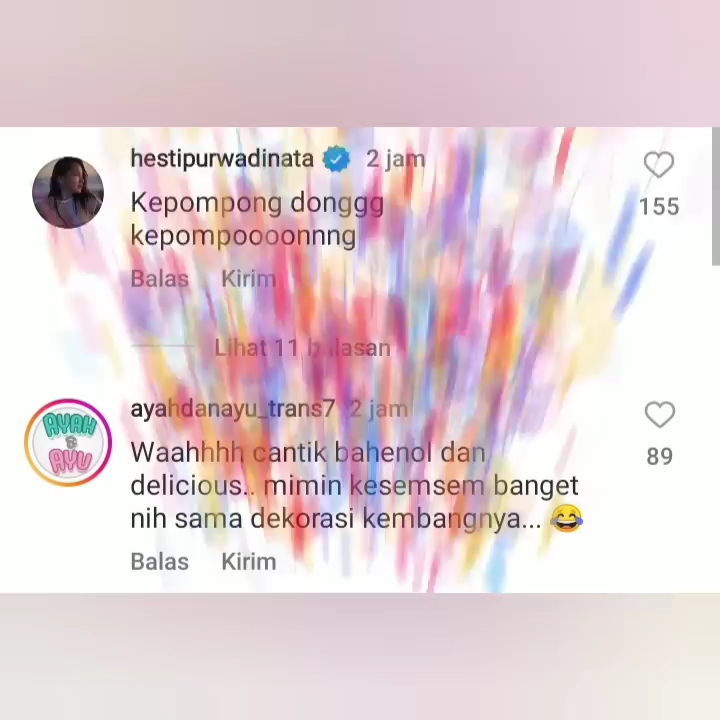 hestipurwadinata 2 jam
155
Kepompong donggg
kepompoooonnng
Balas Kirim
Lihat 11 balasan
AYAH
&
AYU
ayahdanayu_trans7 2 jam
89
Waahhhh cantik bahenol dan
delicious.. mimin kesemsem banget
nih sama dekorasi kembangnya... 😂
Balas Kirim